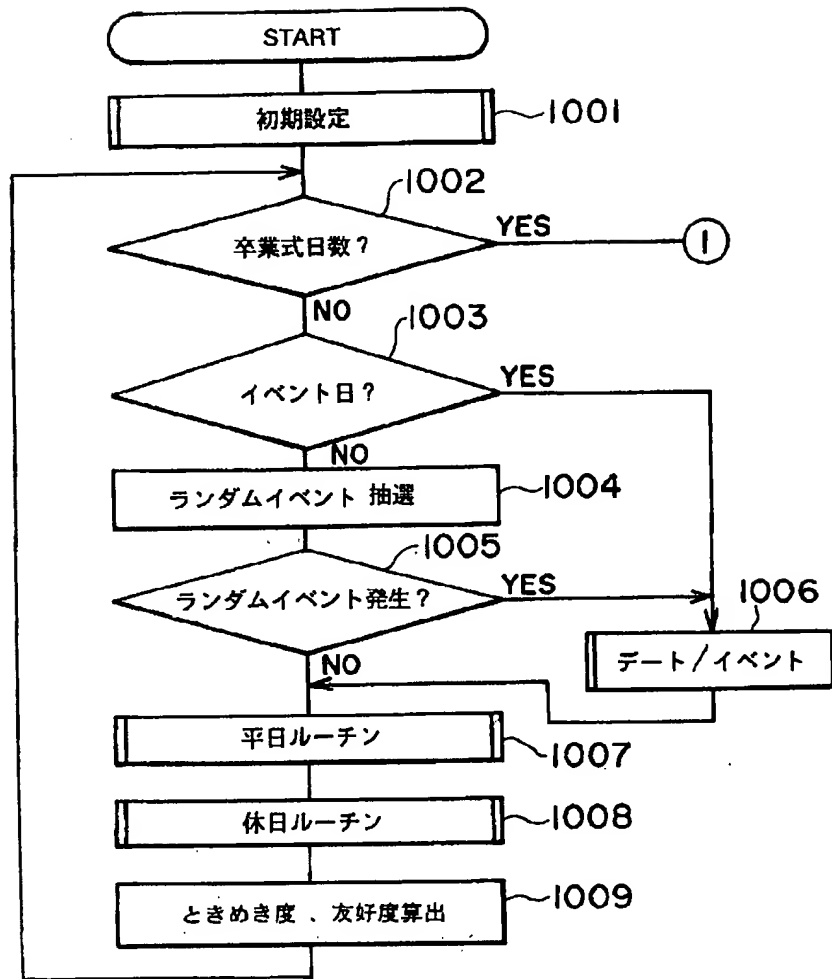 START
初期設定
1001
1002
卒業式日数?
YES
1
NO
1003
イベント日?
YES
NO
ランダムイベント 抽選
1004
1005
ランダムイベント発生?
YES
1006
NO
デート/イベント
平日ルーチン
1007
休日ルーチン
1008
ときめき度 、友好度算出
1009